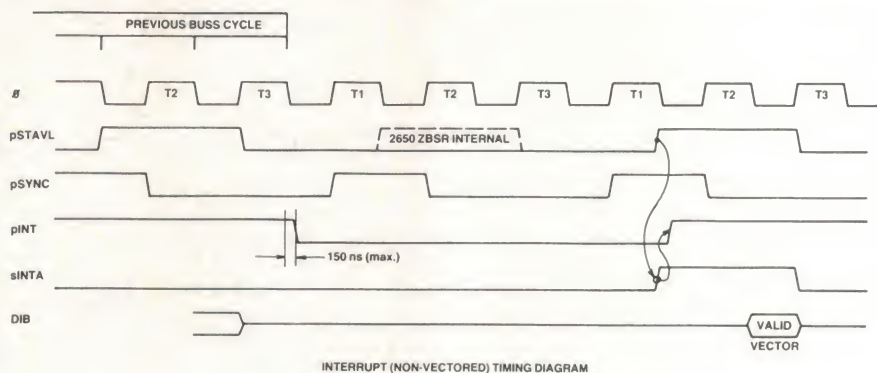 PREVIOUS BUSS CYCLE
Ø T2 T3 T1 T2 T3 T1 T2 T3
pSTAVL 2650 ZBSR INTERNAL
pSYNC
pINT
150 ns (max.)
sINTA
DIB VALID
VECTOR
INTERRUPT (NON-VECTORED) TIMING DIAGRAM